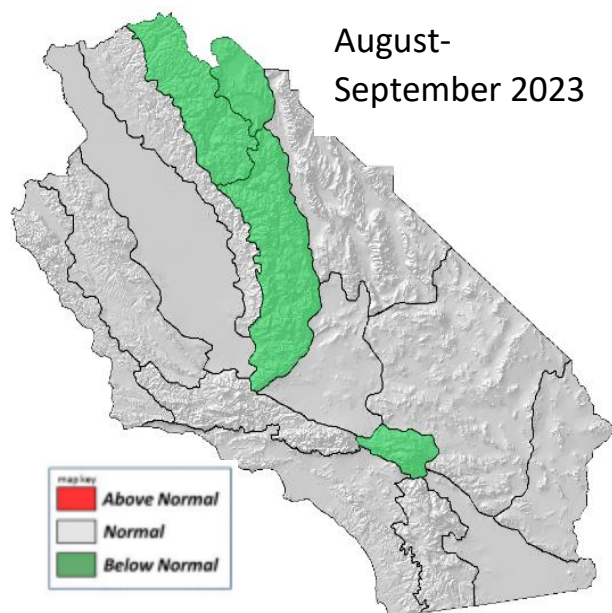 August-
September 2023
map key
Above Normal
Normal
Below Normal